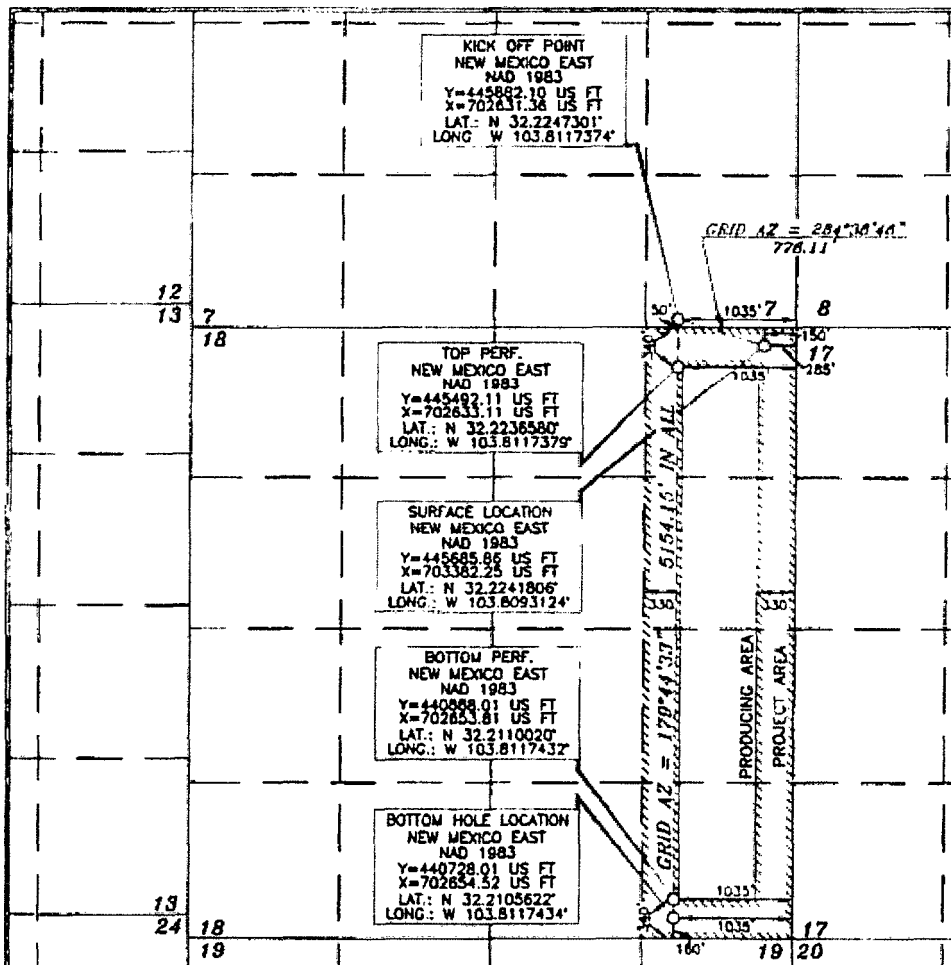 KICK OFF POINT
NEW MEXICO EAST
NAD 1983
Y=445882.10 US FT
X=702631.36 US FT
LAT.: N 32.2247301°
LONG W 103.8117374°
GRID AZ = 284°38'46"
776.11'
12
13
7
18
50'
1035'
7
8
150'
17
285'
340'
1035'
TOP PERF.
NEW MEXICO EAST
NAD 1983
Y=445492.11 US FT
X=702633.11 US FT
LAT.: N 32.2236580°
LONG.: W 103.8117379°
SURFACE LOCATION
NEW MEXICO EAST
NAD 1983
Y=445685.86 US FT
X=703382.25 US FT
LAT.: N 32.2241806°
LONG.: W 103.8093124°
GRID AZ = 179°44'33"
5154.15' IN ALL
330'
330'
PRODUCING AREA
PROJECT AREA
BOTTOM PERF.
NEW MEXICO EAST
NAD 1983
Y=440868.01 US FT
X=702653.81 US FT
LAT.: N 32.2110020°
LONG.: W 103.8117432°
BOTTOM HOLE LOCATION
NEW MEXICO EAST
NAD 1983
Y=440728.01 US FT
X=702654.52 US FT
LAT.: N 32.2105622°
LONG.: W 103.8117434°
1035'
340'
1035'
180'
13
24
18
19
17
19
20